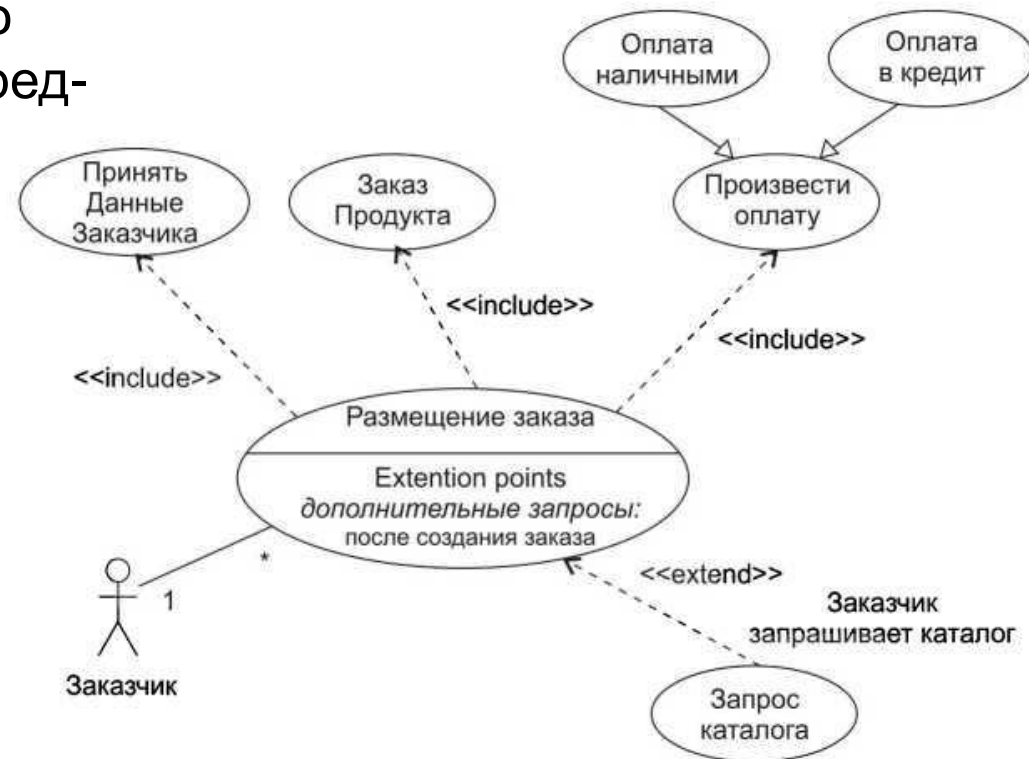 ред-
Оплата
наличными
Оплата
в кредит
Принять
Данные
Заказчика
Заказ
Продукта
Произвести
оплату
<<include>>
<<include>>
<<include>>
Размещение заказа
Extention points
дополнительные запросы:
после создания заказа
*
1
Заказчик
<<extend>>
Заказчик
запрашивает каталог
Запрос
каталога